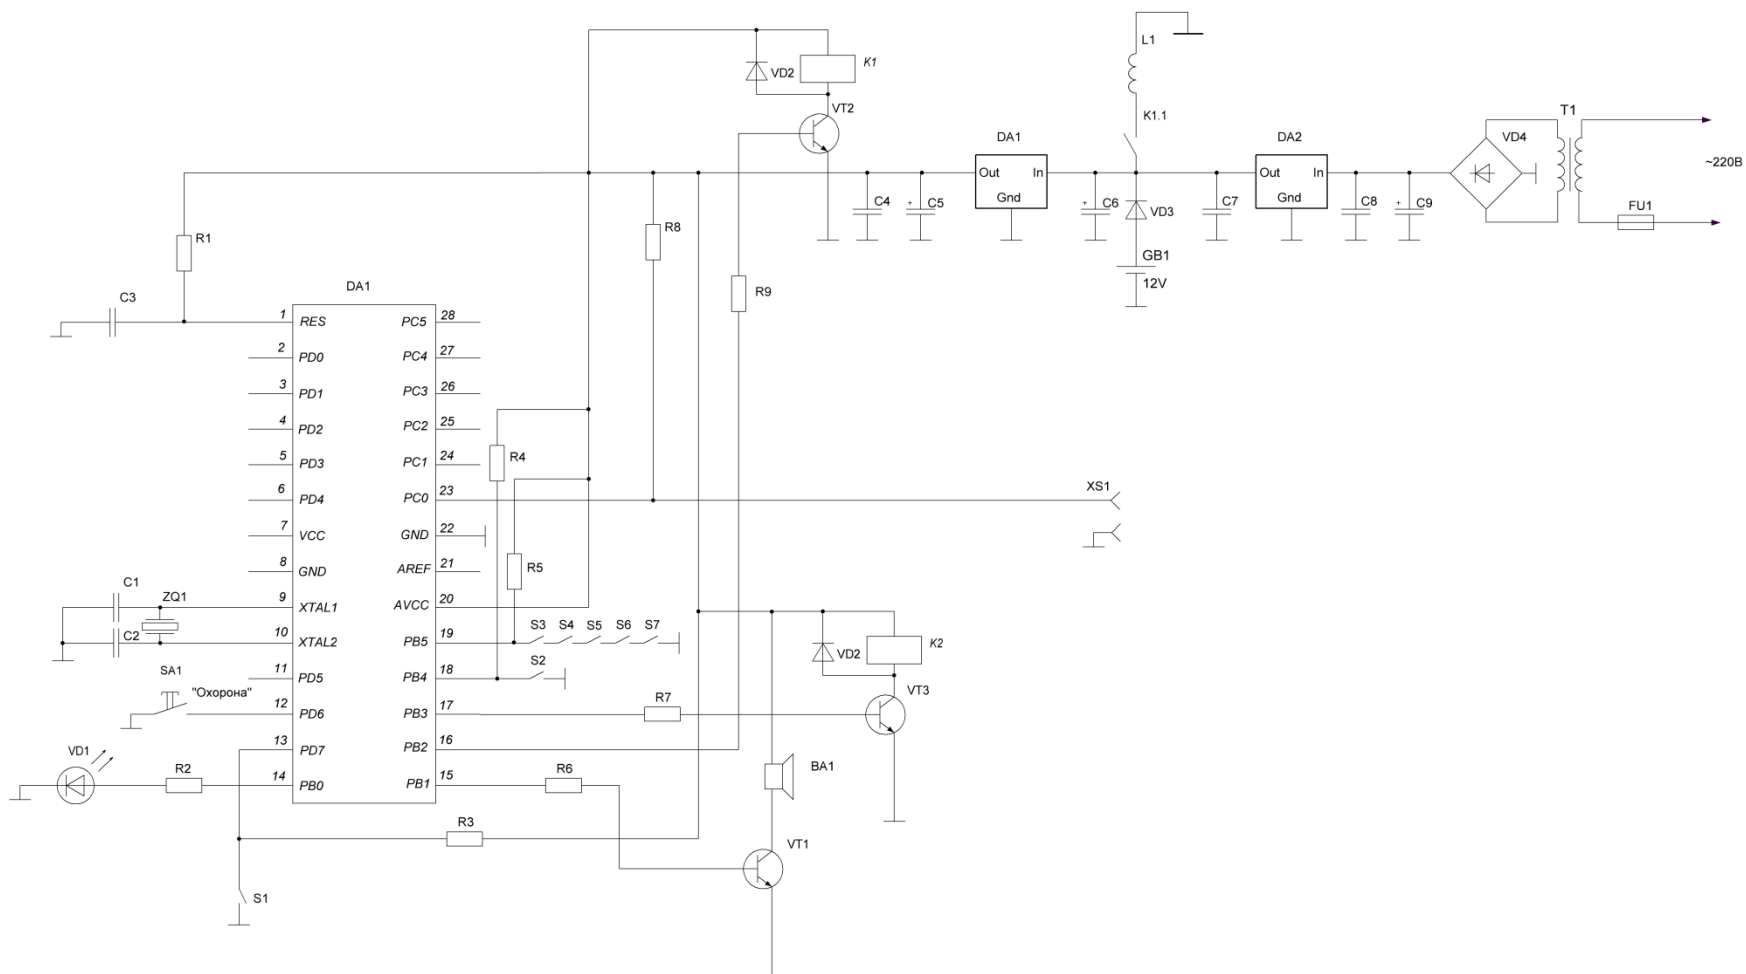 L1
K1
VD2
VT2
K1.1
T1
DA1
DA2
VD4
~220В
Out
In
Gnd
Out
In
Gnd
C4
+
C5
+
C6
VD3
C7
C8
+
C9
FU1
R1
R8
GB1
12V
DA1
R9
C3
1
RES
PC5
28
2
PD0
PC4
27
3
PD1
PC3
26
4
PD2
PC2
25
5
PD3
PC1
24
R4
6
PD4
PC0
23
XS1
7
VCC
GND
22
8
GND
AREF
21
R5
C1
ZQ1
9
XTAL1
AVCC
20
C2
10
XTAL2
PB5
19
S3
S4
S5
S6
S7
VD2
K2
SA1
11
PD5
PB4
18
S2
"Охорона"
12
PD6
PB3
17
R7
VT3
VD1
13
PD7
PB2
16
R2
14
PB0
PB1
15
R6
BA1
R3
VT1
S1